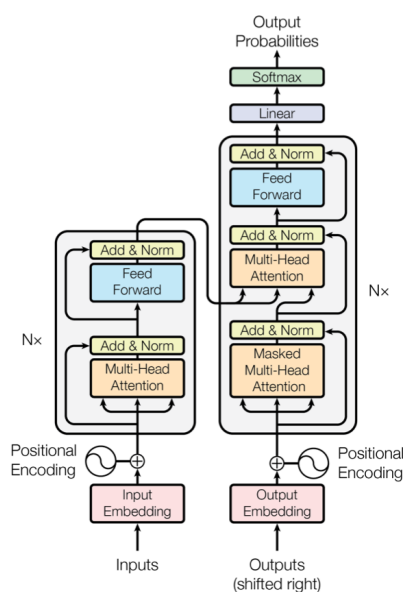 Output
Probabilities
Softmax
Linear
Add & Norm
Feed
Forward
Add & Norm
Multi-Head
Attention
Add & Norm
Masked
Multi-Head
Attention
N×
Positional
Encoding
Output
Embedding
Outputs
(shifted right)
Add & Norm
Feed
Forward
Add & Norm
Multi-Head
Attention
N×
Positional
Encoding
Input
Embedding
Inputs